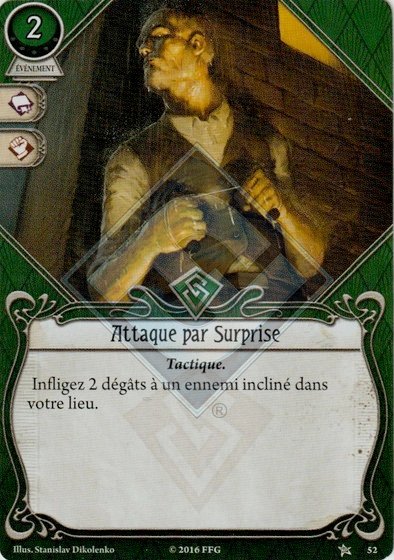 2
ÉVÉNEMENT
Attaque par Surprise
Tactique.
Infligez 2 dégâts à un ennemi incliné dans
votre lieu.
®
Illus. Stanislav Dikolenko
© 2016 FFG
52